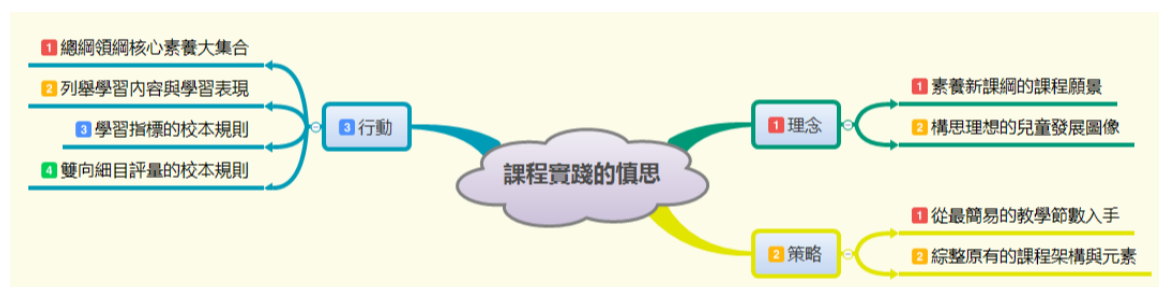 課程實踐的慎思
1 理念
1 素養新課綱的課程願景
2 構思理想的兒童發展圖像
2 策略
1 從最簡易的教學節數入手
2 綜整原有的課程架構與元素
3 行動
1 總綱領綱核心素養大集合
2 列舉學習內容與學習表現
3 學習指標的校本規則
4 雙向細目評量的校本規則